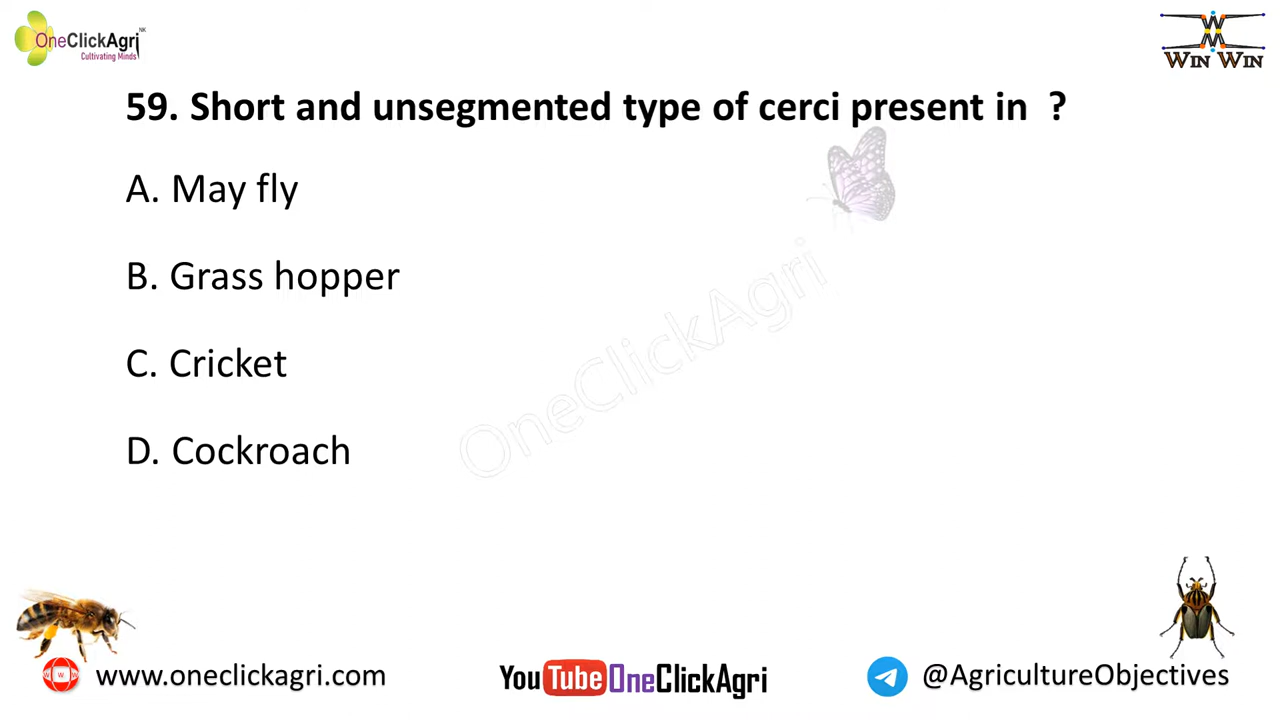 OneClickAgri
NK
Cultivating Minds
WIN WIN
59. Short and unsegmented type of cerci present in ?
A. May fly
B. Grass hopper
C. Cricket
D. Cockroach
OneClickAgri
www.oneclickagri.com
YouTube OneClickAgri
@AgricultureObjectives